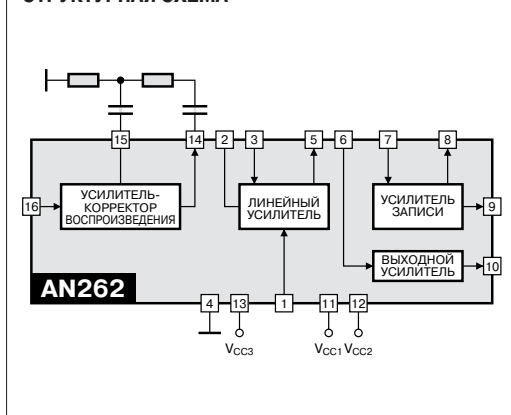 СТРУКТУРНАЯ СХЕМА
15 14 2 3 5 6 7 8
16
УСИЛИТЕЛЬ-
КОРРЕКТОР
ВОСПРОИЗВЕДЕНИЯ
ЛИНЕЙНЫЙ
УСИЛИТЕЛЬ
УСИЛИТЕЛЬ
ЗАПИСИ
9
ВЫХОДНОЙ
УСИЛИТЕЛЬ
10
AN262
4 13 1 11 12
VCC3 VCC1 VCC2